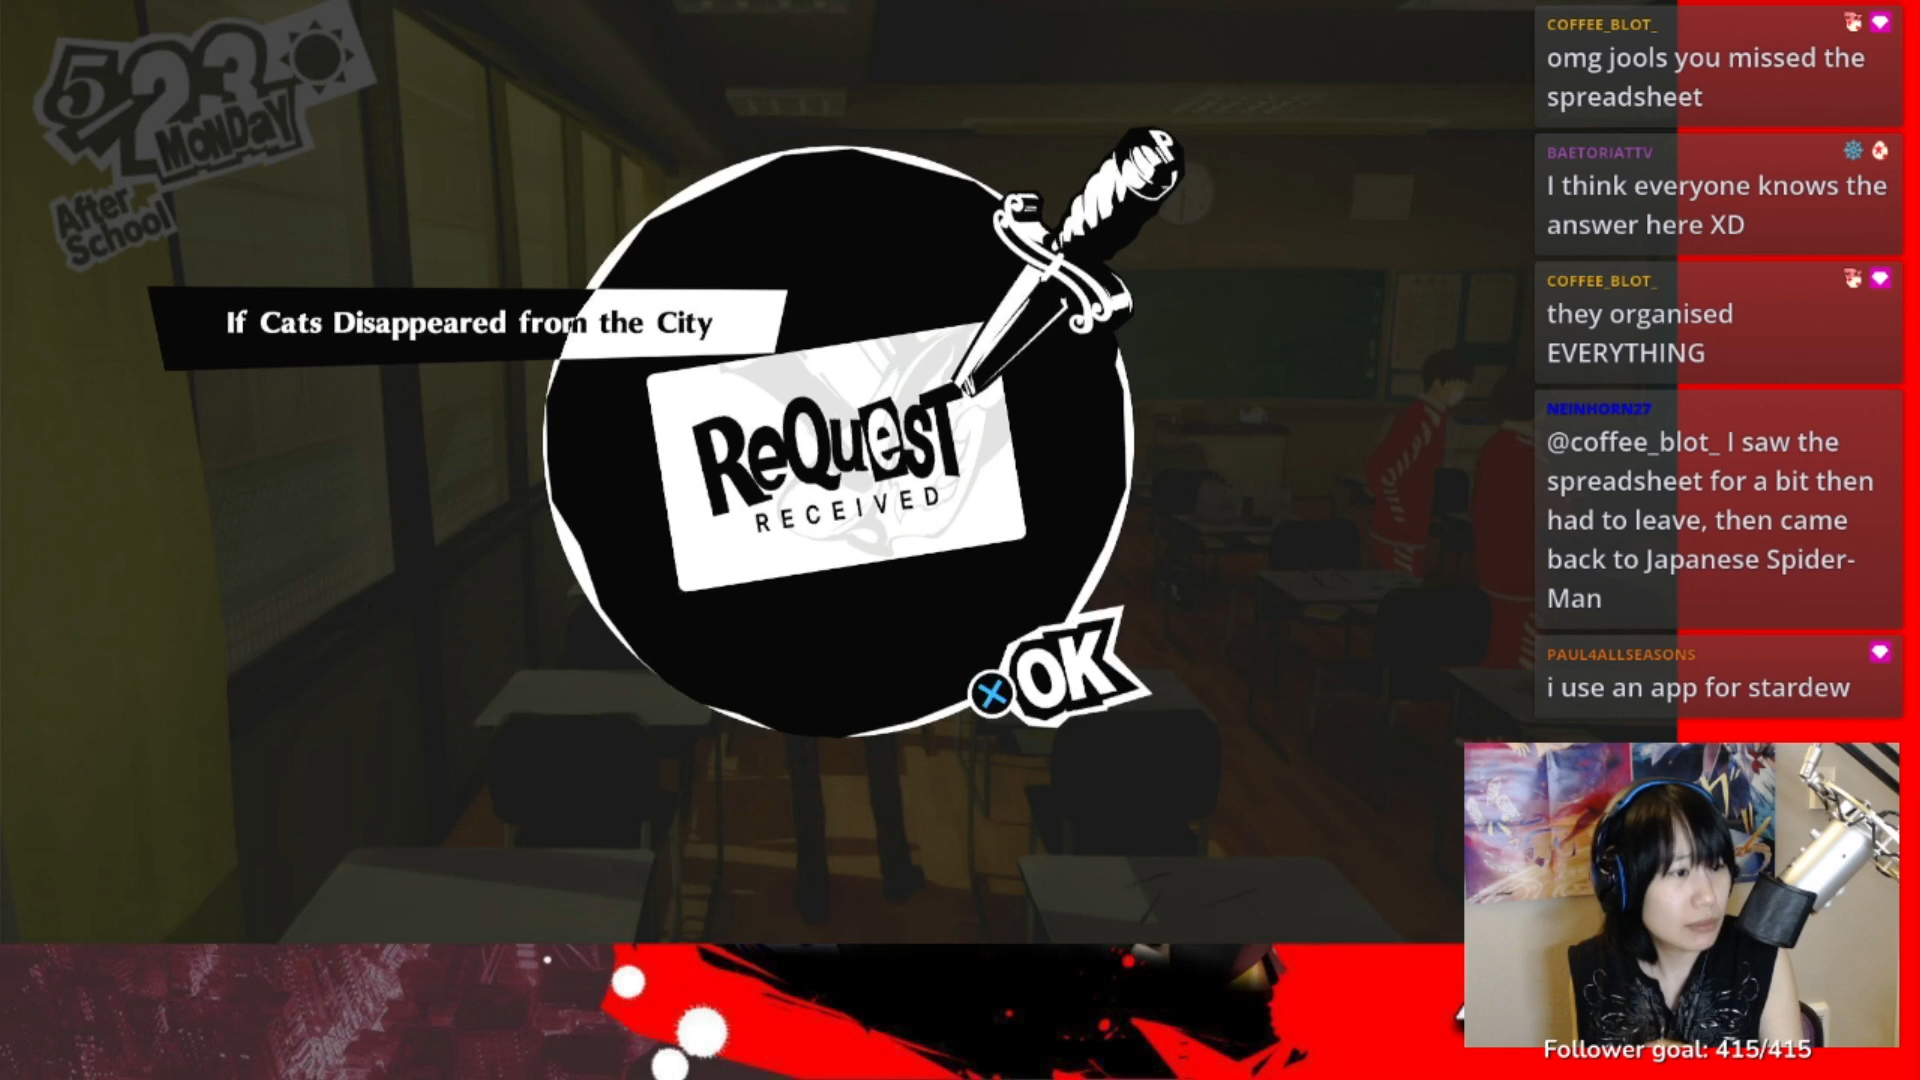 5/23
Monday
After
School
If Cats Disappeared from the City
ReQuesT
RECEIVED
OK
COFFEE_BLOT_
omg jools you missed the
spreadsheet
BAETORIATTV
I think everyone knows the
answer here XD
COFFEE_BLOT_
they organised
EVERYTHING
NEINHORN27
@coffee_blot_ I saw the
spreadsheet for a bit then
had to leave, then came
back to Japanese Spider-
Man
PAUL4ALLSEASONS
i use an app for stardew
Follower goal: 415/415